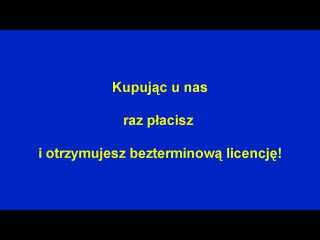 Kupując u nas
raz płacisz
i otrzymujesz bezterminową licencję!